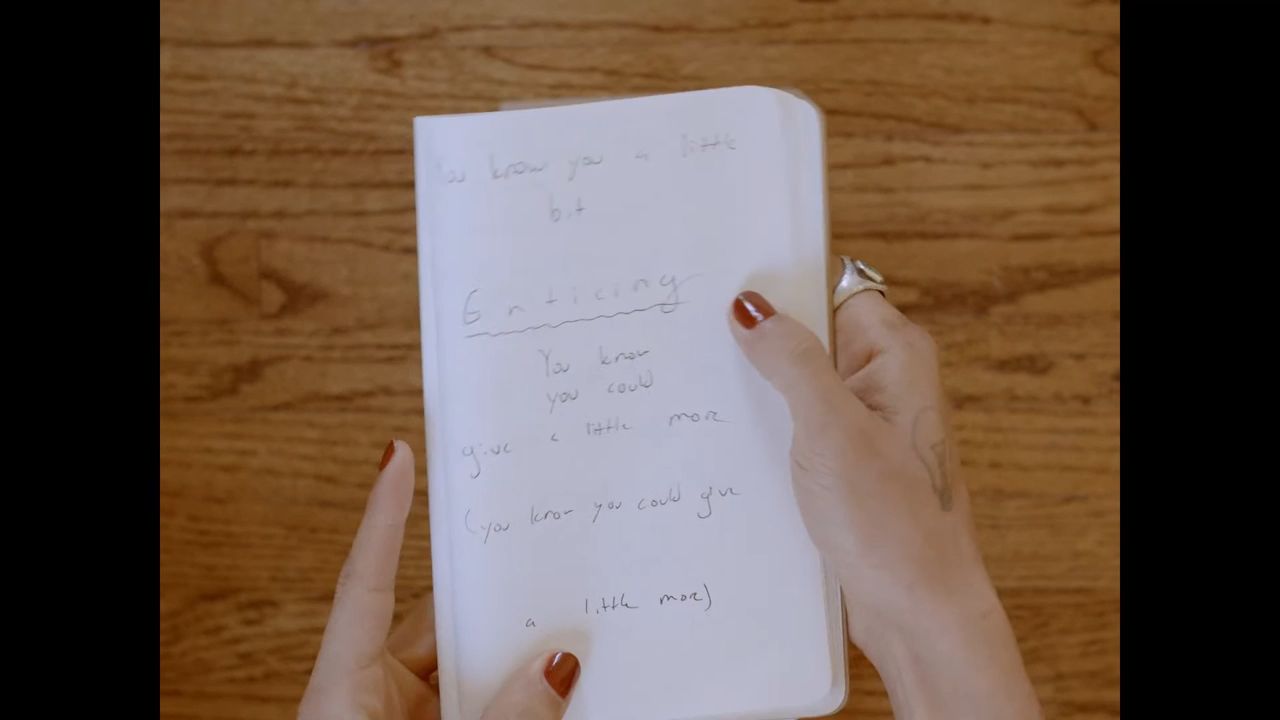 You know you a little
bit
Enticing
You know
you could
give a little more
(you know you could give
a little more)